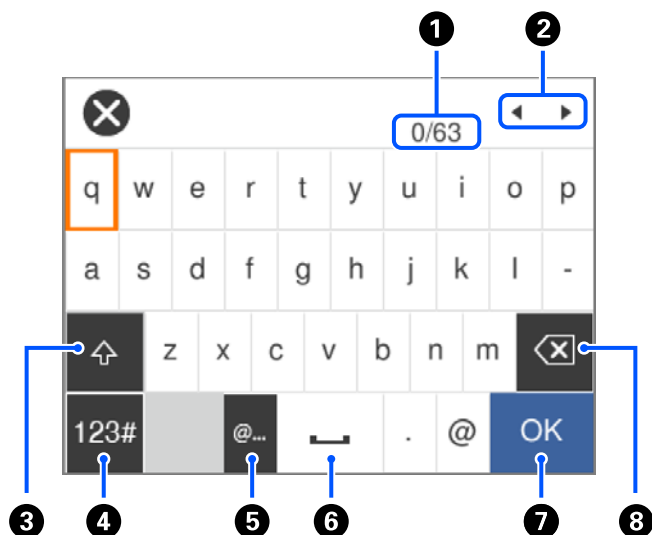 1 2
0/63
q w e r t y u i o p
a s d f g h j k l -
z x c v b n m
123# @... . @ OK
3 4 5 6 7 8